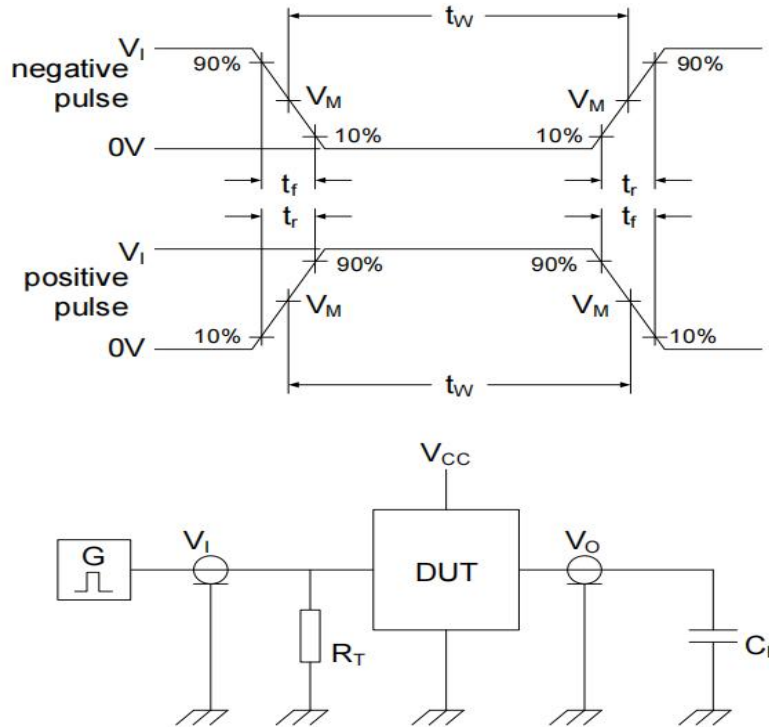 tW
VI
negative
pulse
90%
90%
VM
VM
10%
10%
0V
tf
tr
tr
tf
VI
positive
pulse
90%
90%
VM
VM
10%
10%
0V
tW
VCC
G
VI
DUT
VO
RT